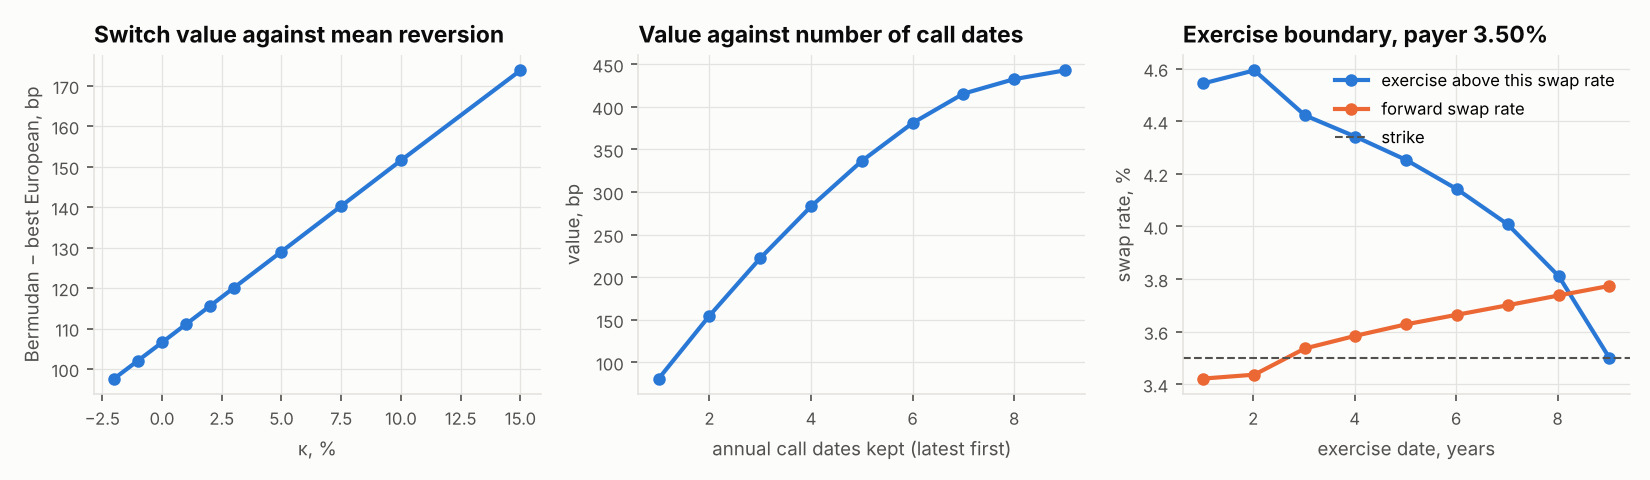 Switch value against mean reversion
Bermudan − best European, bp
170
160
150
140
130
120
110
100
−2.5 0.0 2.5 5.0 7.5 10.0 12.5 15.0
κ, %
Value against number of call dates
value, bp
450
400
350
300
250
200
150
100
2 4 6 8
annual call dates kept (latest first)
Exercise boundary, payer 3.50%
swap rate, %
4.6
4.4
4.2
4.0
3.8
3.6
3.4
exercise above this swap rate
forward swap rate
strike
2 4 6 8
exercise date, years